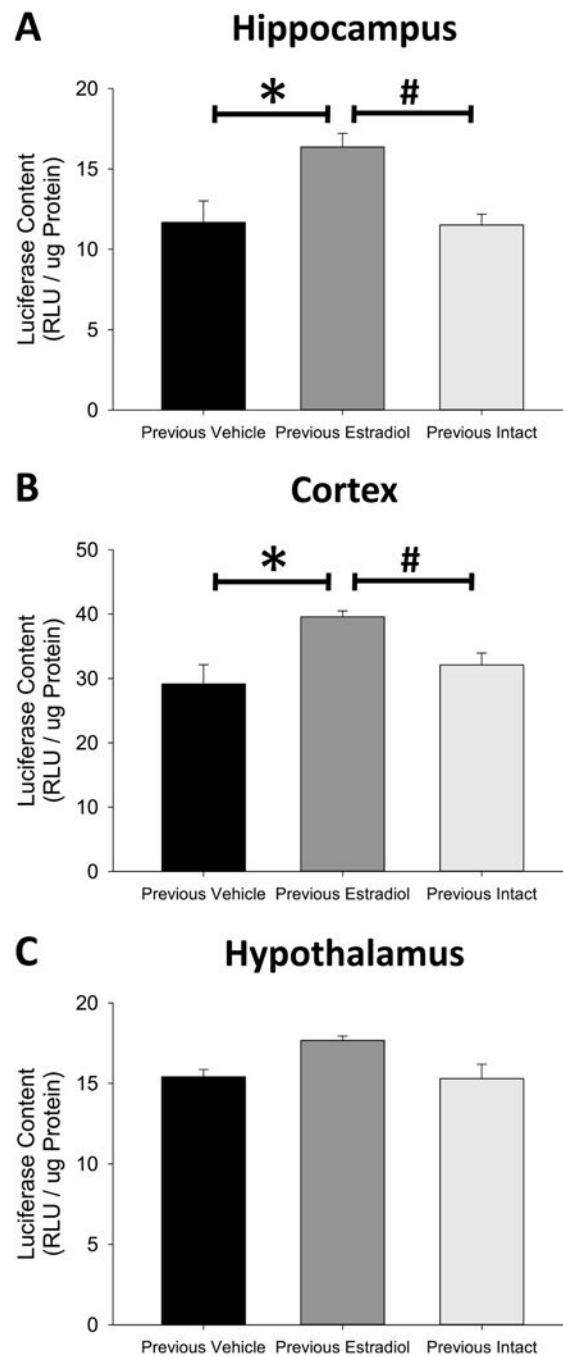 A
Hippocampus
Luciferase Content
(RLU / ug Protein)
20
15
10
5
0
*
#
Previous Vehicle
Previous Estradiol
Previous Intact
B
Cortex
Luciferase Content
(RLU / ug Protein)
50
40
30
20
10
0
*
#
Previous Vehicle
Previous Estradiol
Previous Intact
C
Hypothalamus
Luciferase Content
(RLU / ug Protein)
20
15
10
5
0
Previous Vehicle
Previous Estradiol
Previous Intact